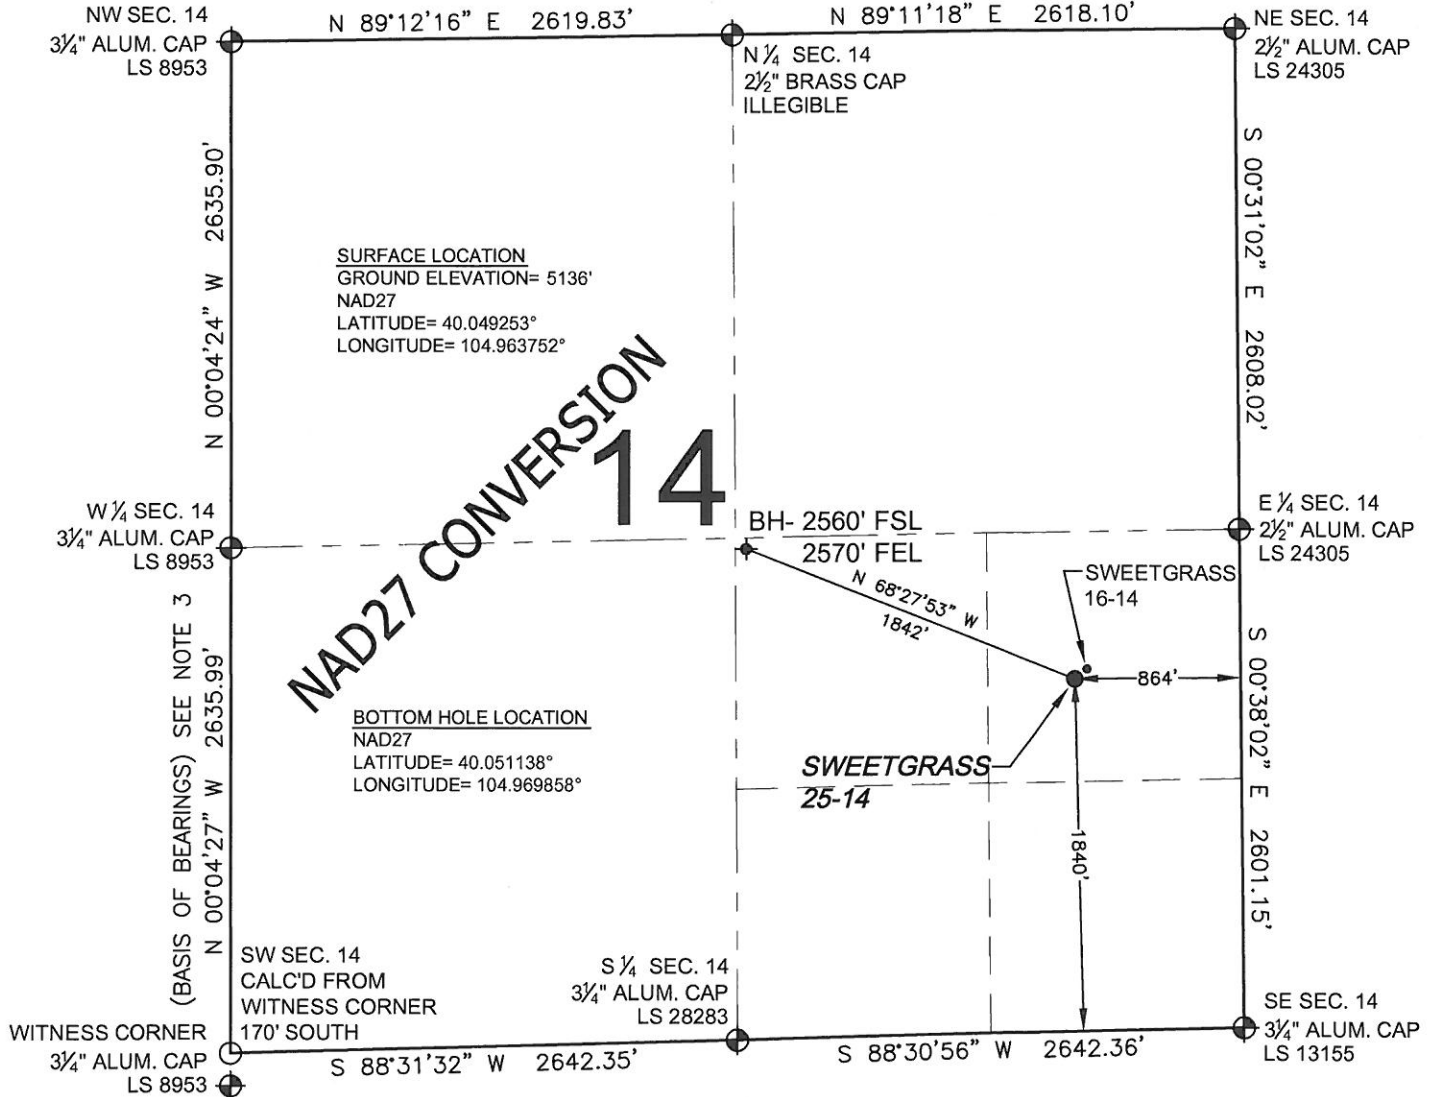 NW SEC. 14
3¼" ALUM. CAP
LS 8953
N 89°12'16" E 2619.83'
N 89°11'18" E 2618.10'
NE SEC. 14
2½" ALUM. CAP
LS 24305
N ¼ SEC. 14
2½" BRASS CAP
ILLEGIBLE
N 00°04'24" W 2635.90'
S 00°31'02" E 2608.02'
SURFACE LOCATION
GROUND ELEVATION= 5136'
NAD27
LATITUDE= 40.049253°
LONGITUDE= 104.963752°
NAD27 CONVERSION
14
W ¼ SEC. 14
3¼" ALUM. CAP
LS 8953
BH- 2560' FSL
2570' FEL
E ¼ SEC. 14
2½" ALUM. CAP
LS 24305
N 68°27'53" W
1842'
SWEETGRASS
16-14
864'
SWEETGRASS
25-14
1840'
S 00°38'02" E 2601.15'
BOTTOM HOLE LOCATION
NAD27
LATITUDE= 40.051138°
LONGITUDE= 104.969858°
(BASIS OF BEARINGS) SEE NOTE 3
N 00°04'27" W 2635.99'
SW SEC. 14
CALC'D FROM
WITNESS CORNER
170' SOUTH
WITNESS CORNER
3¼" ALUM. CAP
LS 8953
S 88°31'32" W 2642.35'
S ¼ SEC. 14
3¼" ALUM. CAP
LS 28283
S 88°30'56" W 2642.36'
SE SEC. 14
3¼" ALUM. CAP
LS 13155